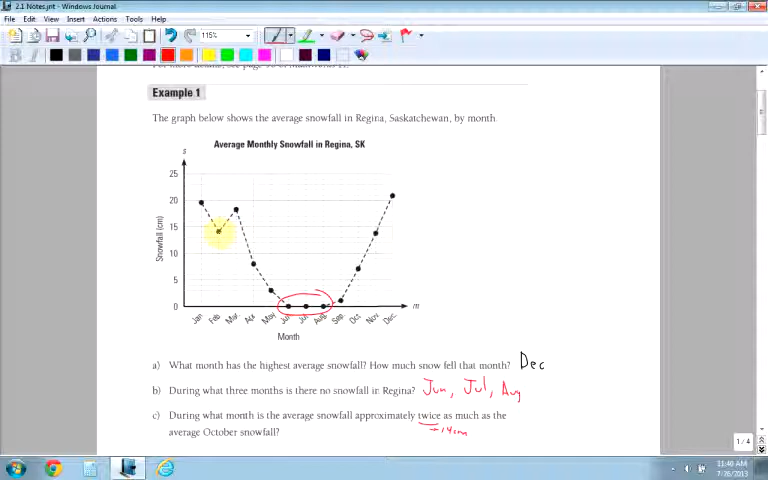 2.1 Notes.jnt - Windows Journal
File Edit View Insert Actions Tools Help
115%
Example 1
The graph below shows the average snowfall in Regina, Saskatchewan, by month.
Average Monthly Snowfall in Regina, SK
s
25
20
15
10
5
0
Snowfall (cm)
Jan. Feb. Mar. Apr. May Jun. Jul. Aug. Sep. Oct. Nov. Dec.
m
Month
a) What month has the highest average snowfall? How much snow fell that month? Dec
b) During what three months is there no snowfall in Regina? Jun, Jul, Aug
c) During what month is the average snowfall approximately twice as much as the
average October snowfall?
14cm
1 / 4
11:40 AM
7/26/2013